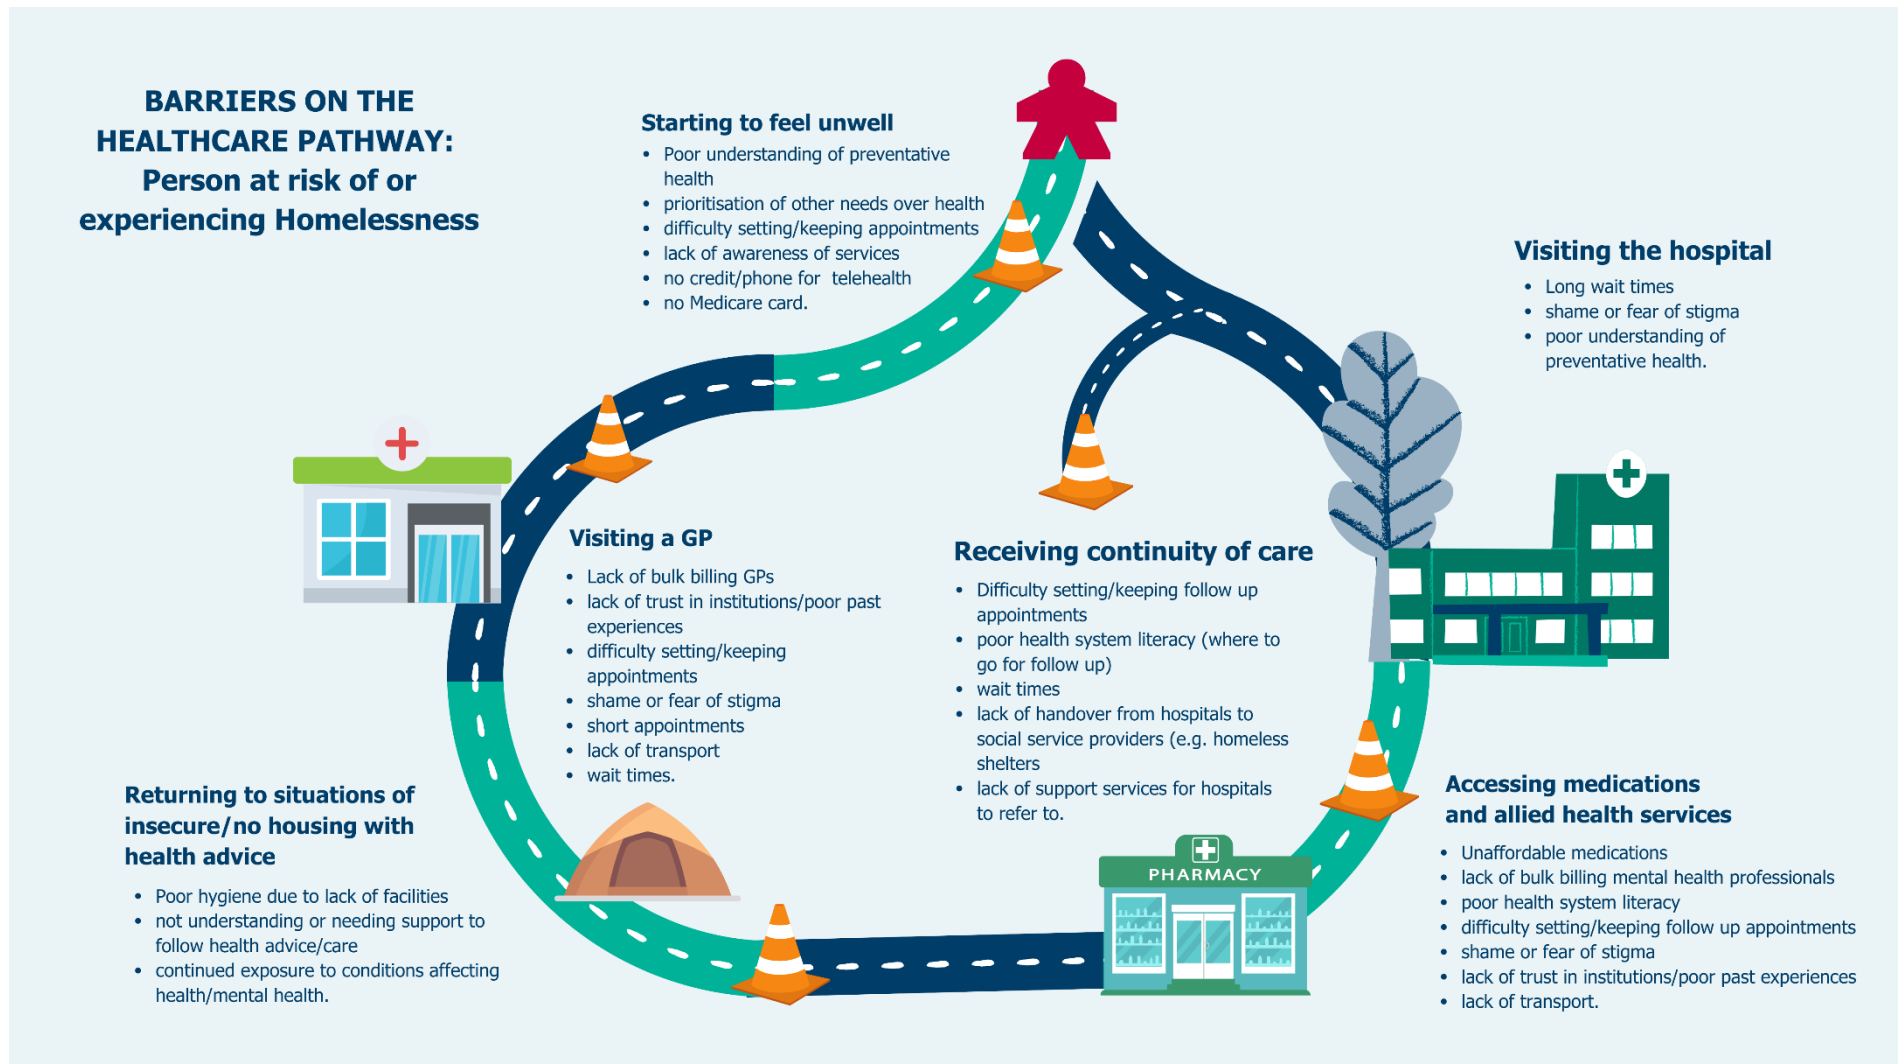 BARRIERS ON THE
HEALTHCARE PATHWAY:
Person at risk of or
experiencing Homelessness
Starting to feel unwell
• Poor understanding of preventative
health
• prioritisation of other needs over health
• difficulty setting/keeping appointments
• lack of awareness of services
• no credit/phone for telehealth
• no Medicare card.
Visiting the hospital
• Long wait times
• shame or fear of stigma
• poor understanding of
preventative health.
Visiting a GP
• Lack of bulk billing GPs
• lack of trust in institutions/poor past
experiences
• difficulty setting/keeping
appointments
• shame or fear of stigma
• short appointments
• lack of transport
• wait times.
Receiving continuity of care
• Difficulty setting/keeping follow up
appointments
• poor health system literacy (where to
go for follow up)
• wait times
• lack of handover from hospitals to
social service providers (e.g. homeless
shelters
• lack of support services for hospitals
to refer to.
Returning to situations of
insecure/no housing with
health advice
• Poor hygiene due to lack of facilities
• not understanding or needing support to
follow health advice/care
• continued exposure to conditions affecting
health/mental health.
PHARMACY
Accessing medications
and allied health services
• Unaffordable medications
• lack of bulk billing mental health professionals
• poor health system literacy
• difficulty setting/keeping follow up appointments
• shame or fear of stigma
• lack of trust in institutions/poor past experiences
• lack of transport.